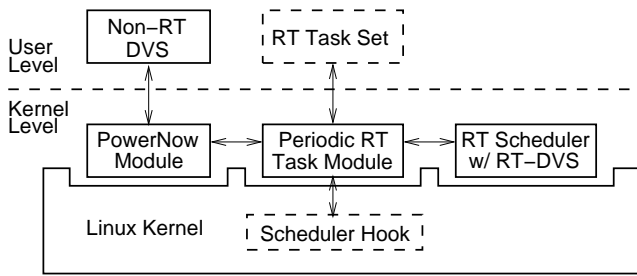 Non−RT
DVS
RT Task Set
User
Level
Kernel
Level
PowerNow
Module
Periodic RT
Task Module
RT Scheduler
w/ RT−DVS
Linux Kernel
Scheduler Hook